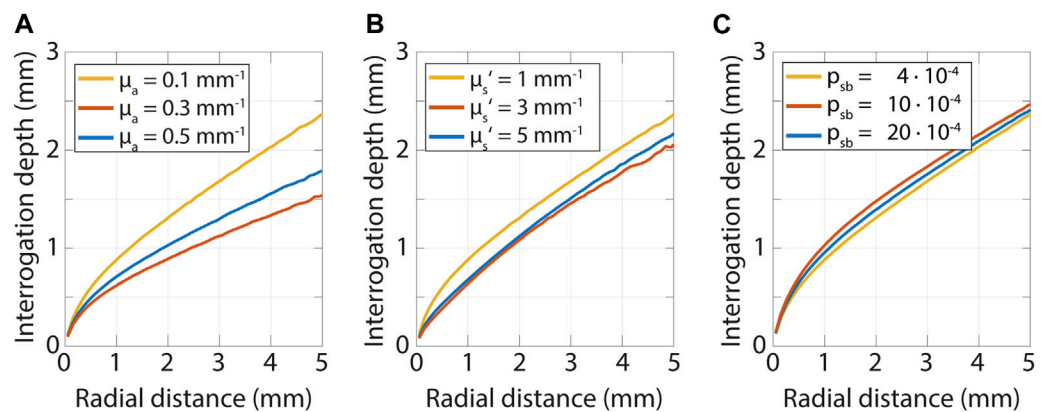 A
Interrogation depth (mm)
3
2
1
0
μa = 0.1 mm⁻¹
μa = 0.3 mm⁻¹
μa = 0.5 mm⁻¹
0 1 2 3 4 5
Radial distance (mm)
B
Interrogation depth (mm)
3
2
1
0
μs‘ = 1 mm⁻¹
μs‘ = 3 mm⁻¹
μs‘ = 5 mm⁻¹
0 1 2 3 4 5
Radial distance (mm)
C
Interrogation depth (mm)
3
2
1
0
psb = 4 · 10⁻⁴
psb = 10 · 10⁻⁴
psb = 20 · 10⁻⁴
0 1 2 3 4 5
Radial distance (mm)